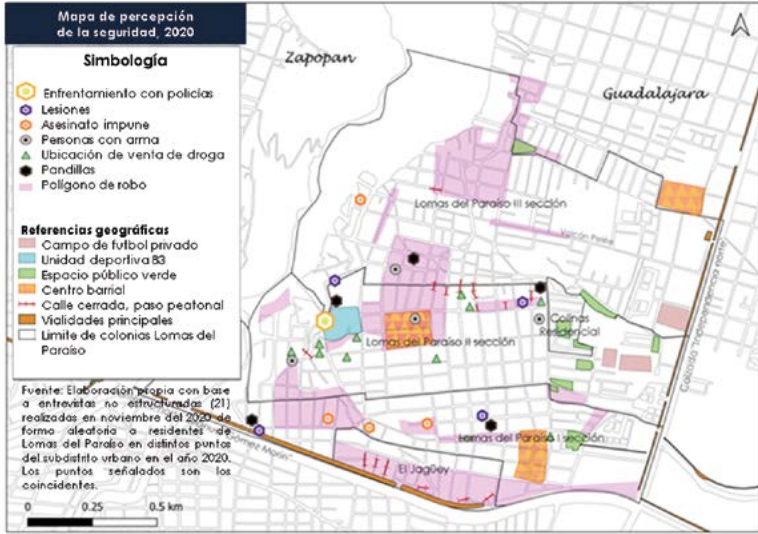 Mapa de percepción
de la seguridad, 2020
Simbología
Enfrentamiento con policías
Lesiones
Asesinato impune
Personas con arma
Ubicación de venta de droga
Pandillas
Polígono de robo
Referencias geográficas
Campo de futbol privado
Unidad deportiva 83
Espacio público verde
Centro barrial
Calle cerrada, paso peatonal
Vialidades principales
Limite de colonias Lomas del
Paraíso
Fuente: Elaboración propia con base
a entrevistas no estructuradas (21)
realizadas en noviembre del 2020 de
forma aleatoria a residentes de
Lomas del Paraíso en distintos puntos
del subdistrito urbano en el año 2020.
Los puntos señalados son los
coincidentes.
0 0.25 0.5 km
Zapopan
Guadalajara
Lomas del Paraíso III sección
Colinas
Residencial
Lomas del Paraíso II sección
Lomas del Paraíso I sección
El Jagüey
Gómez Morín"
Calzada "Independencia Norte"